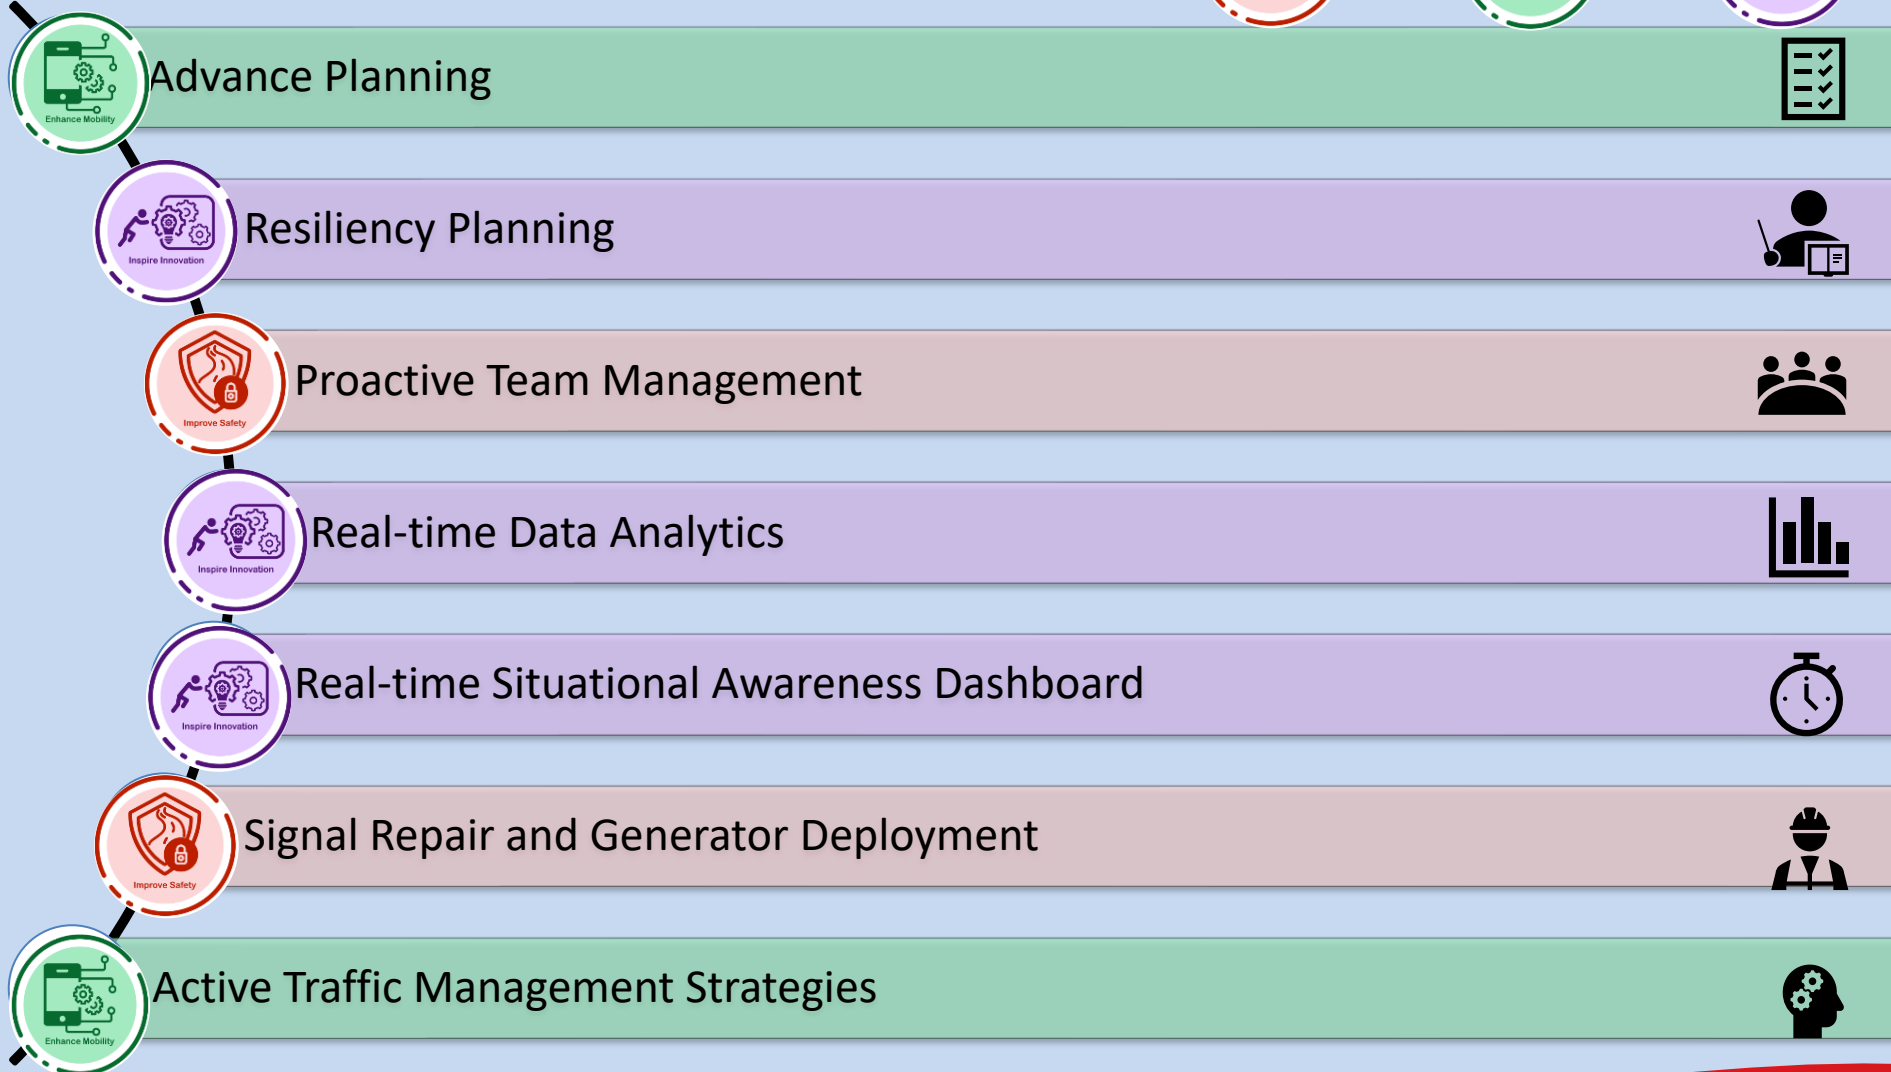 Advance Planning
Enhance Mobility
Resiliency Planning
Inspire Innovation
Proactive Team Management
Improve Safety
Real-time Data Analytics
Inspire Innovation
Real-time Situational Awareness Dashboard
Inspire Innovation
Signal Repair and Generator Deployment
Improve Safety
Active Traffic Management Strategies
Enhance Mobility